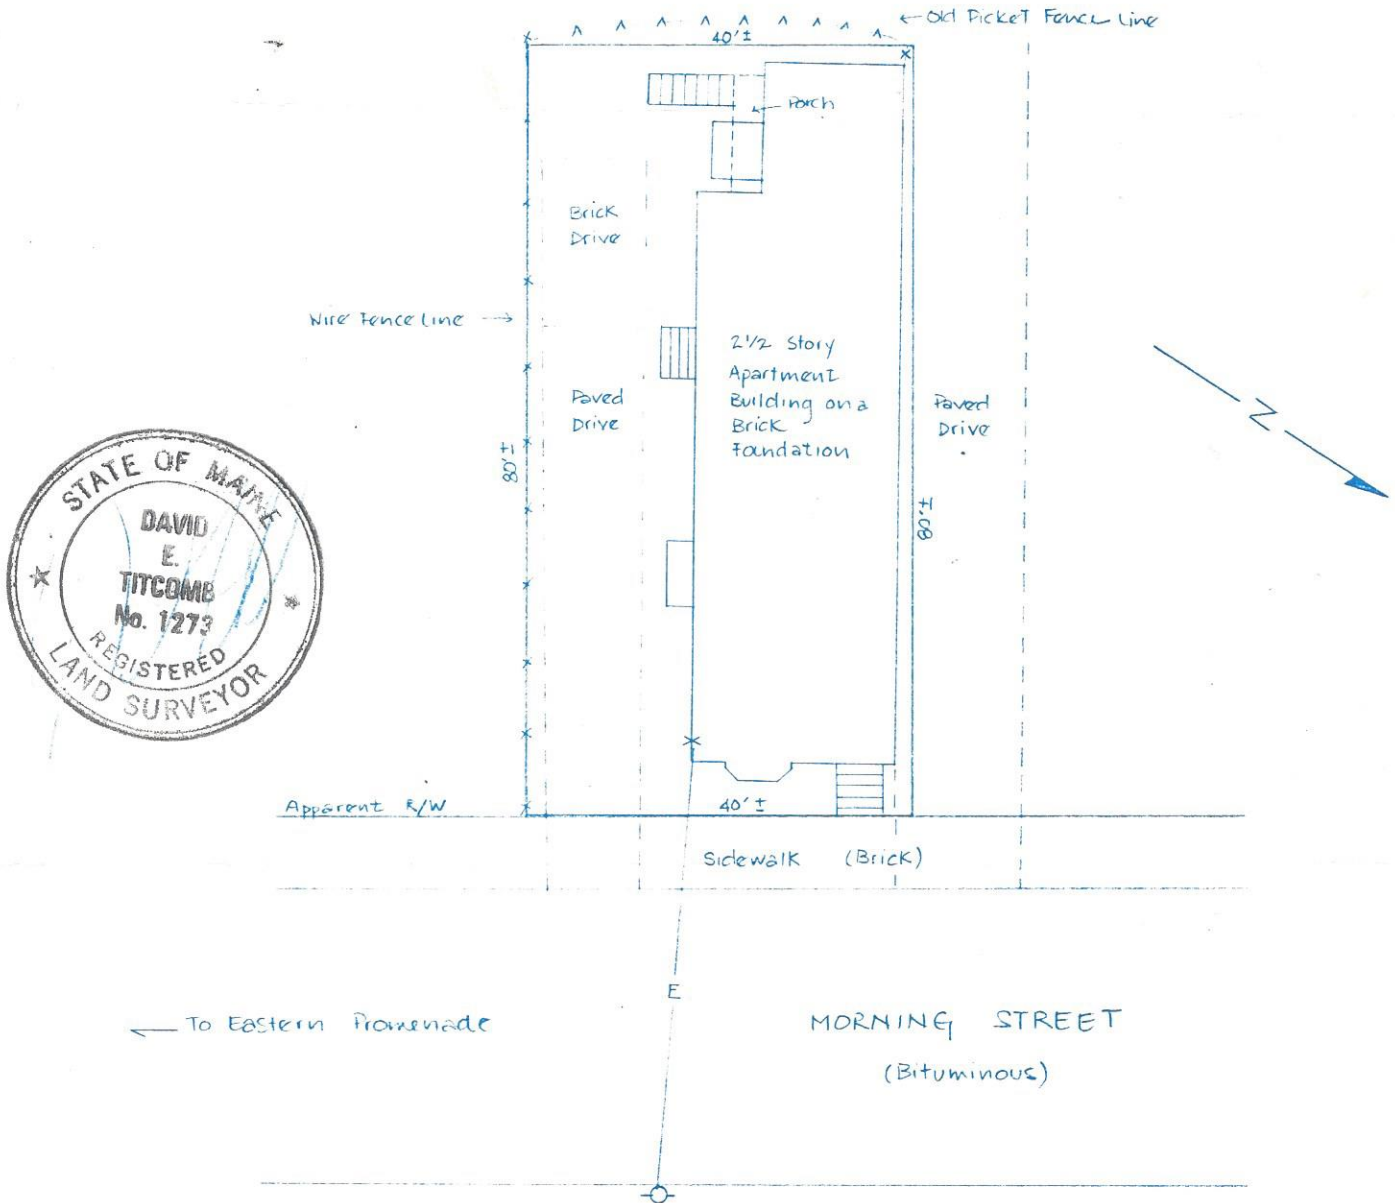 Old Picket Fence Line
40'±
Porch
Brick
Drive
Wire Fence Line
2 1/2 Story
Apartment
Building on a
Brick
Foundation
Paved
Drive
Paved
Drive
N
80'±
80'±
STATE OF MAINE
DAVID
E.
TITCOMB
No. 1273
REGISTERED
LAND SURVEYOR
Apparent R/W
40'±
Sidewalk (Brick)
E
To Eastern Promenade
MORNING STREET
(Bituminous)